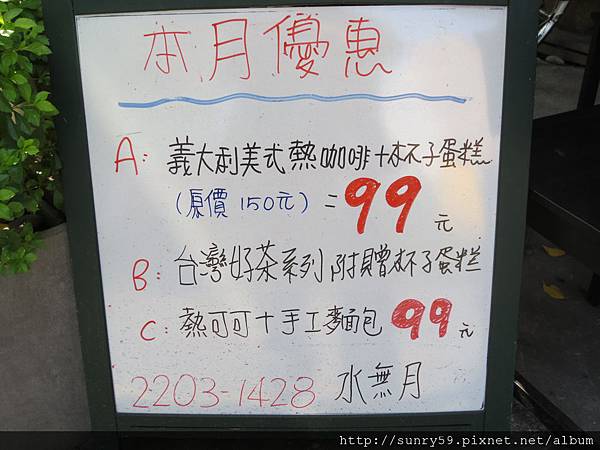 本月優惠
A: 義大利美式熱咖啡+杯子蛋糕
(原價 150元) = 99 元
B: 台灣好茶系列附贈杯子蛋糕
C: 熱可可+手工麵包 99 元
2203-1428 水無月
http://sunry59.pixnet.net/album